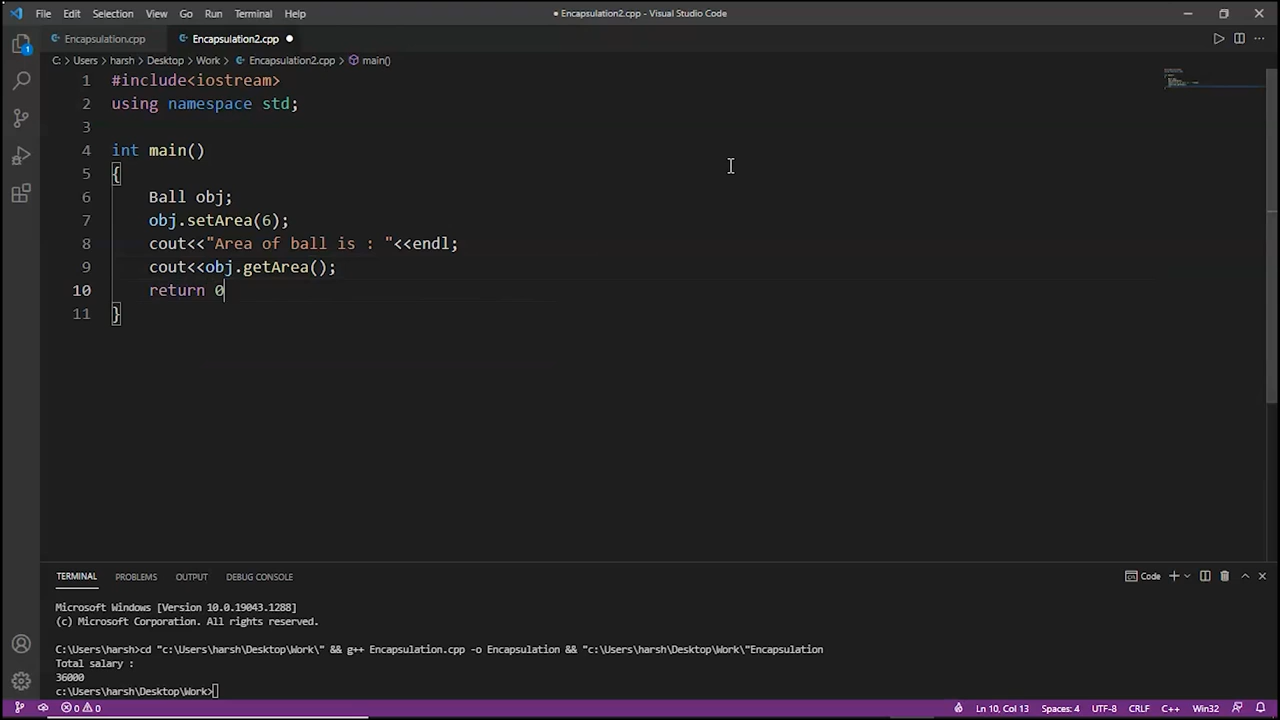 File Edit Selection View Go Run Terminal Help
● Encapsulation2.cpp - Visual Studio Code
Encapsulation.cpp
Encapsulation2.cpp ●
C: > Users > harsh > Desktop > Work > Encapsulation2.cpp > main()
1 #include<iostream>
2 using namespace std;
3
4 int main()
5 {
6 Ball obj;
7 obj.setArea(6);
8 cout<<"Area of ball is : "<<endl;
9 cout<<obj.getArea();
10 return 0
11 }
1
TERMINAL PROBLEMS OUTPUT DEBUG CONSOLE
Code
Microsoft Windows [Version 10.0.19043.1288]
(c) Microsoft Corporation. All rights reserved.
C:\Users\harsh>cd "c:\Users\harsh\Desktop\Work\" && g++ Encapsulation.cpp -o Encapsulation && "c:\Users\harsh\Desktop\Work\"Encapsulation
Total salary :
36000
c:\Users\harsh\Desktop\Work>
0 0
Ln 10, Col 13 Spaces: 4 UTF-8 CRLF C++ Win32